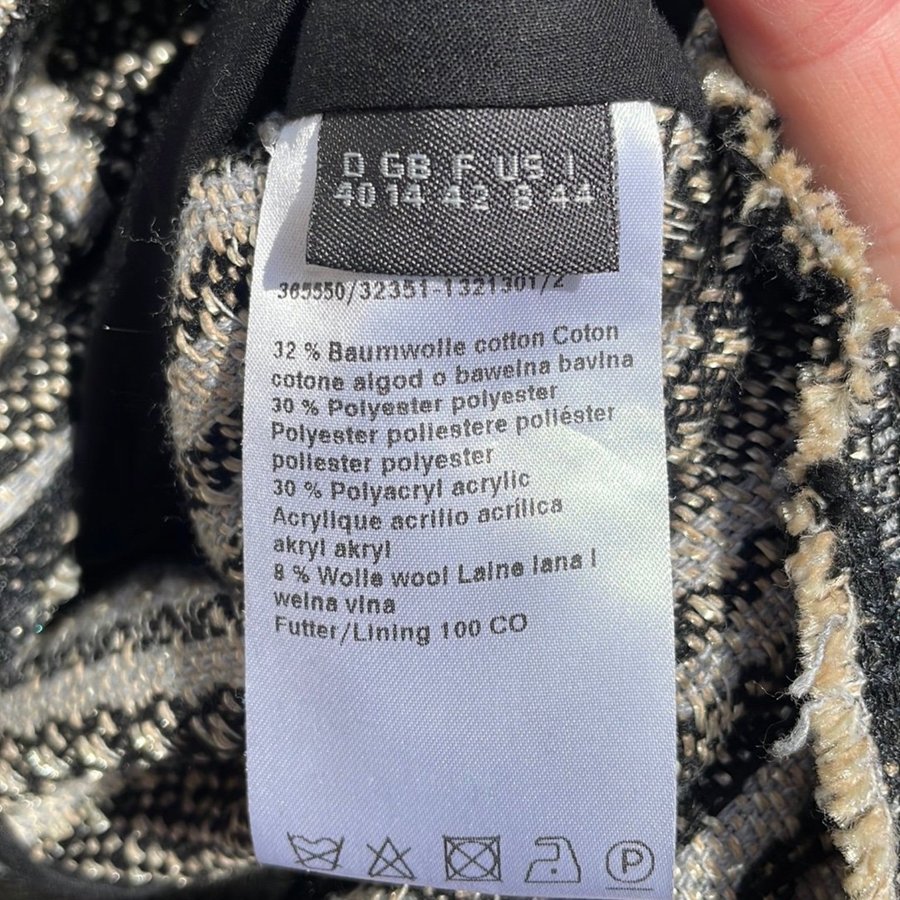 D GB F US I
40 14 42 8 44
365550/32351-1321301/2
32 % Baumwolle cotton Coton
cotone algod o bawelna bavlna
30 % Polyester polyester
Polyester poliestere poliéster
poliester polyester
30 % Polyacryl acrylic
Acrylique acrilio acrílica
akryl akryl
8 % Wolle wool Laine lana l
welna vlna
Futter/Lining 100 CO
P